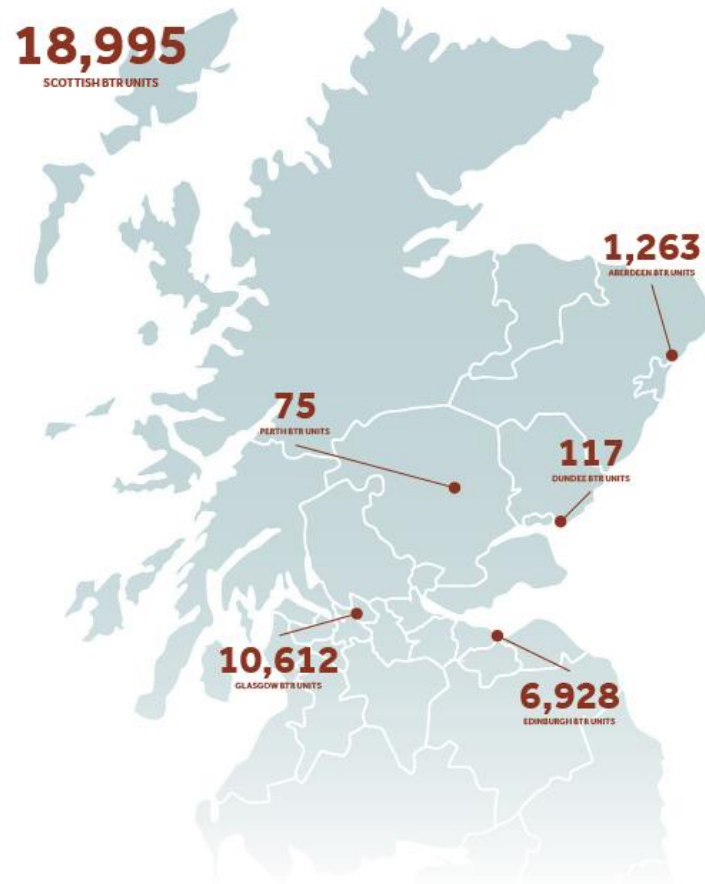 18,995
SCOTTISH BTR UNITS
1,263
ABERDEEN BTR UNITS
75
PERTH BTR UNITS
117
DUNDEE BTR UNITS
10,612
GLASGOW BTR UNITS
6,928
EDINBURGH BTR UNITS